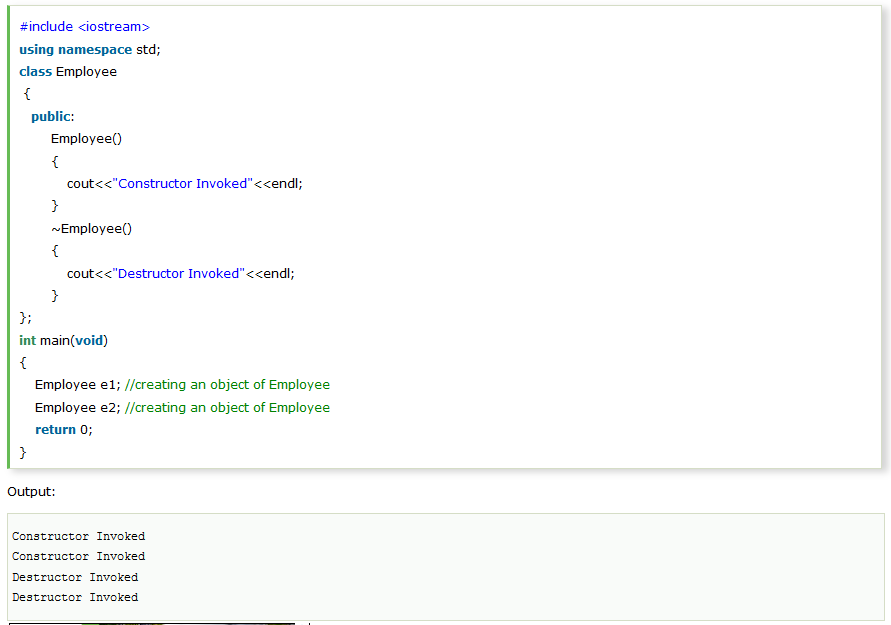 #include <iostream>
using namespace std;
class Employee
{
public:
Employee()
{
cout<<"Constructor Invoked"<<endl;
}
~Employee()
{
cout<<"Destructor Invoked"<<endl;
}
};
int main(void)
{
Employee e1; //creating an object of Employee
Employee e2; //creating an object of Employee
return 0;
}
Output:
Constructor Invoked
Constructor Invoked
Destructor Invoked
Destructor Invoked